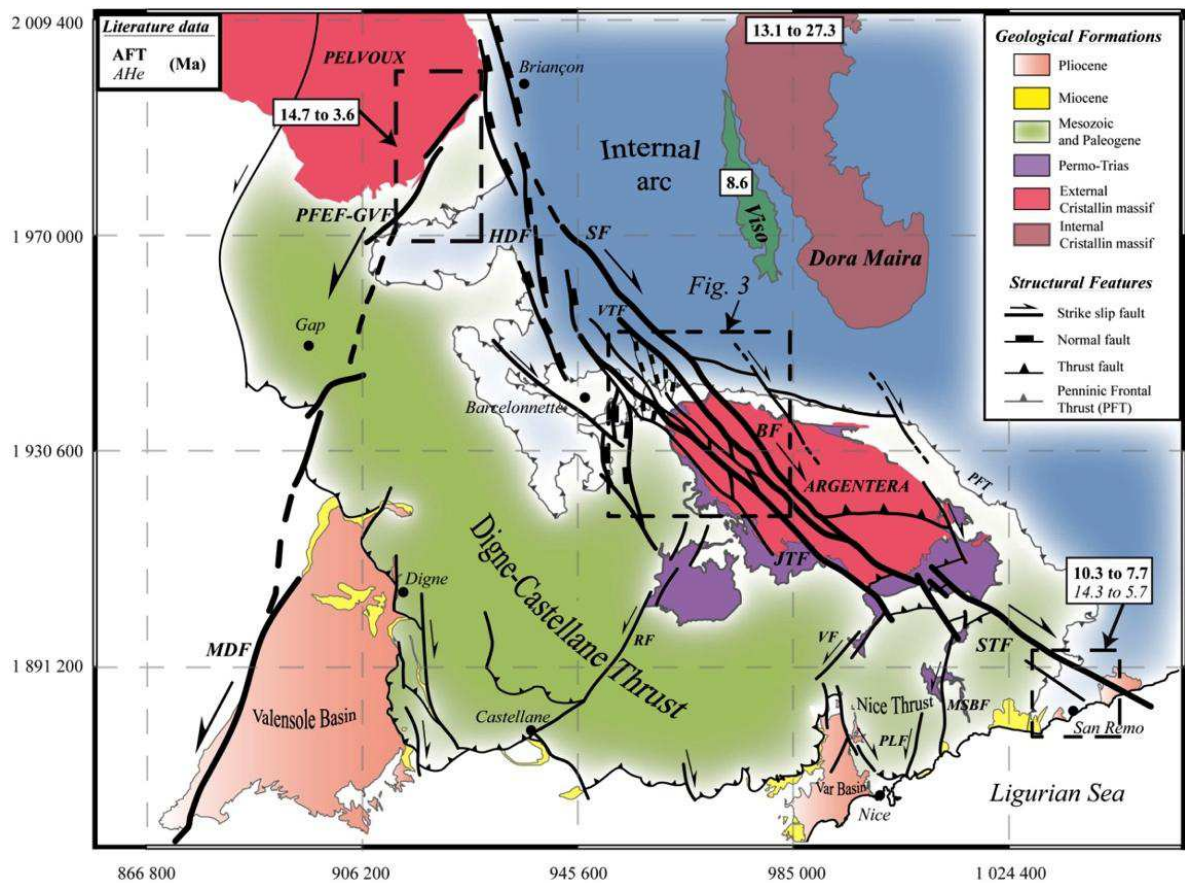 2 009 400
1 970 000
1 930 600
1 891 200
866 800
906 200
945 600
985 000
1 024 400
Literature data
AFT
AHe
(Ma)
PELVOUX
14.7 to 3.6
Briançon
13.1 to 27.3
Internal
arc
8.6
Viso
Dora Maira
PFEF-GVF
HDF
SF
Fig. 3
VTF
Gap
Barcelonnette
BF
ARGENTERA
PFT
JTF
Digne-Castellane Thrust
Digne
RF
MDF
Valensole Basin
Castellane
VF
STF
10.3 to 7.7
14.3 to 5.7
Nice Thrust
MSBF
PLF
San Remo
Var Basin
Nice
Ligurian Sea
Geological Formations
Pliocene
Miocene
Mesozoic
and Paleogene
Permo-Trias
External
Cristallin massif
Internal
Cristallin massif
Structural Features
Strike slip fault
Normal fault
Thrust fault
Penninic Frontal
Thrust (PFT)